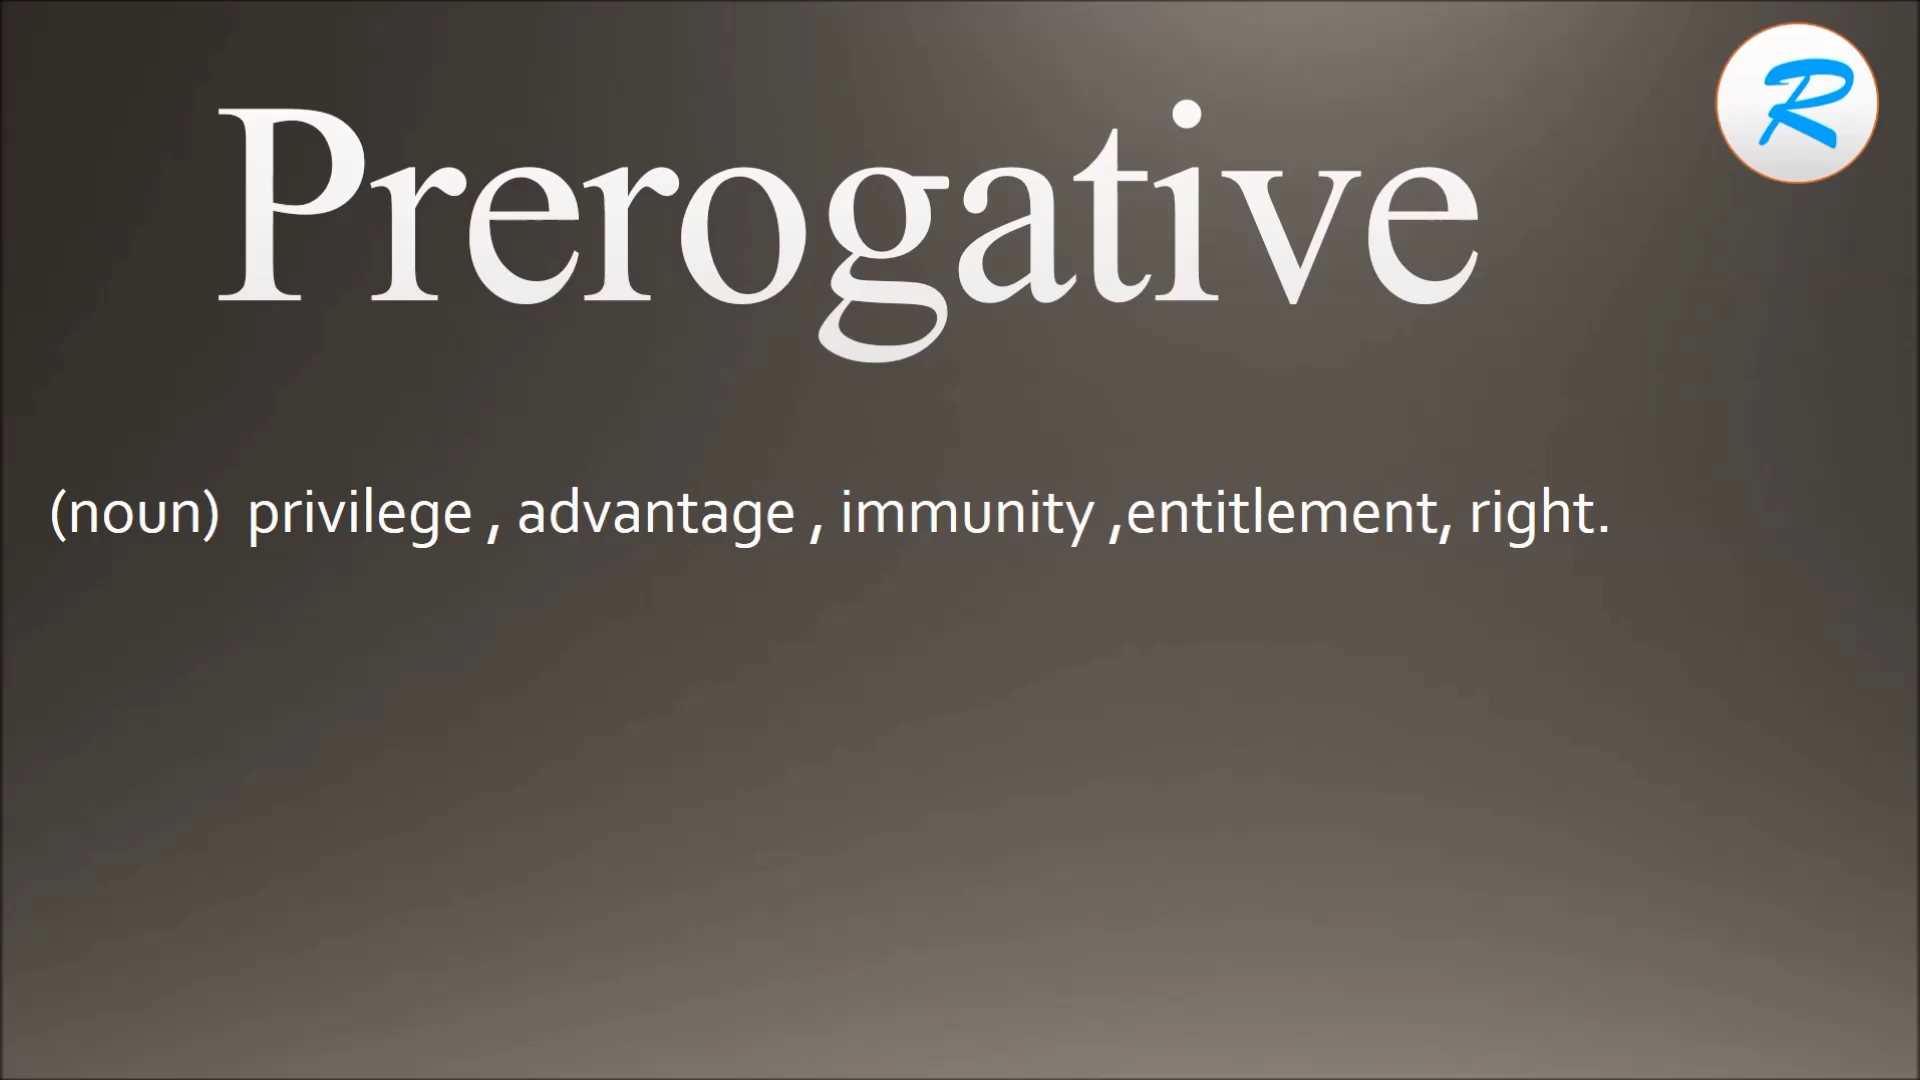 R
Prerogative
(noun) privilege , advantage , immunity ,entitlement, right.